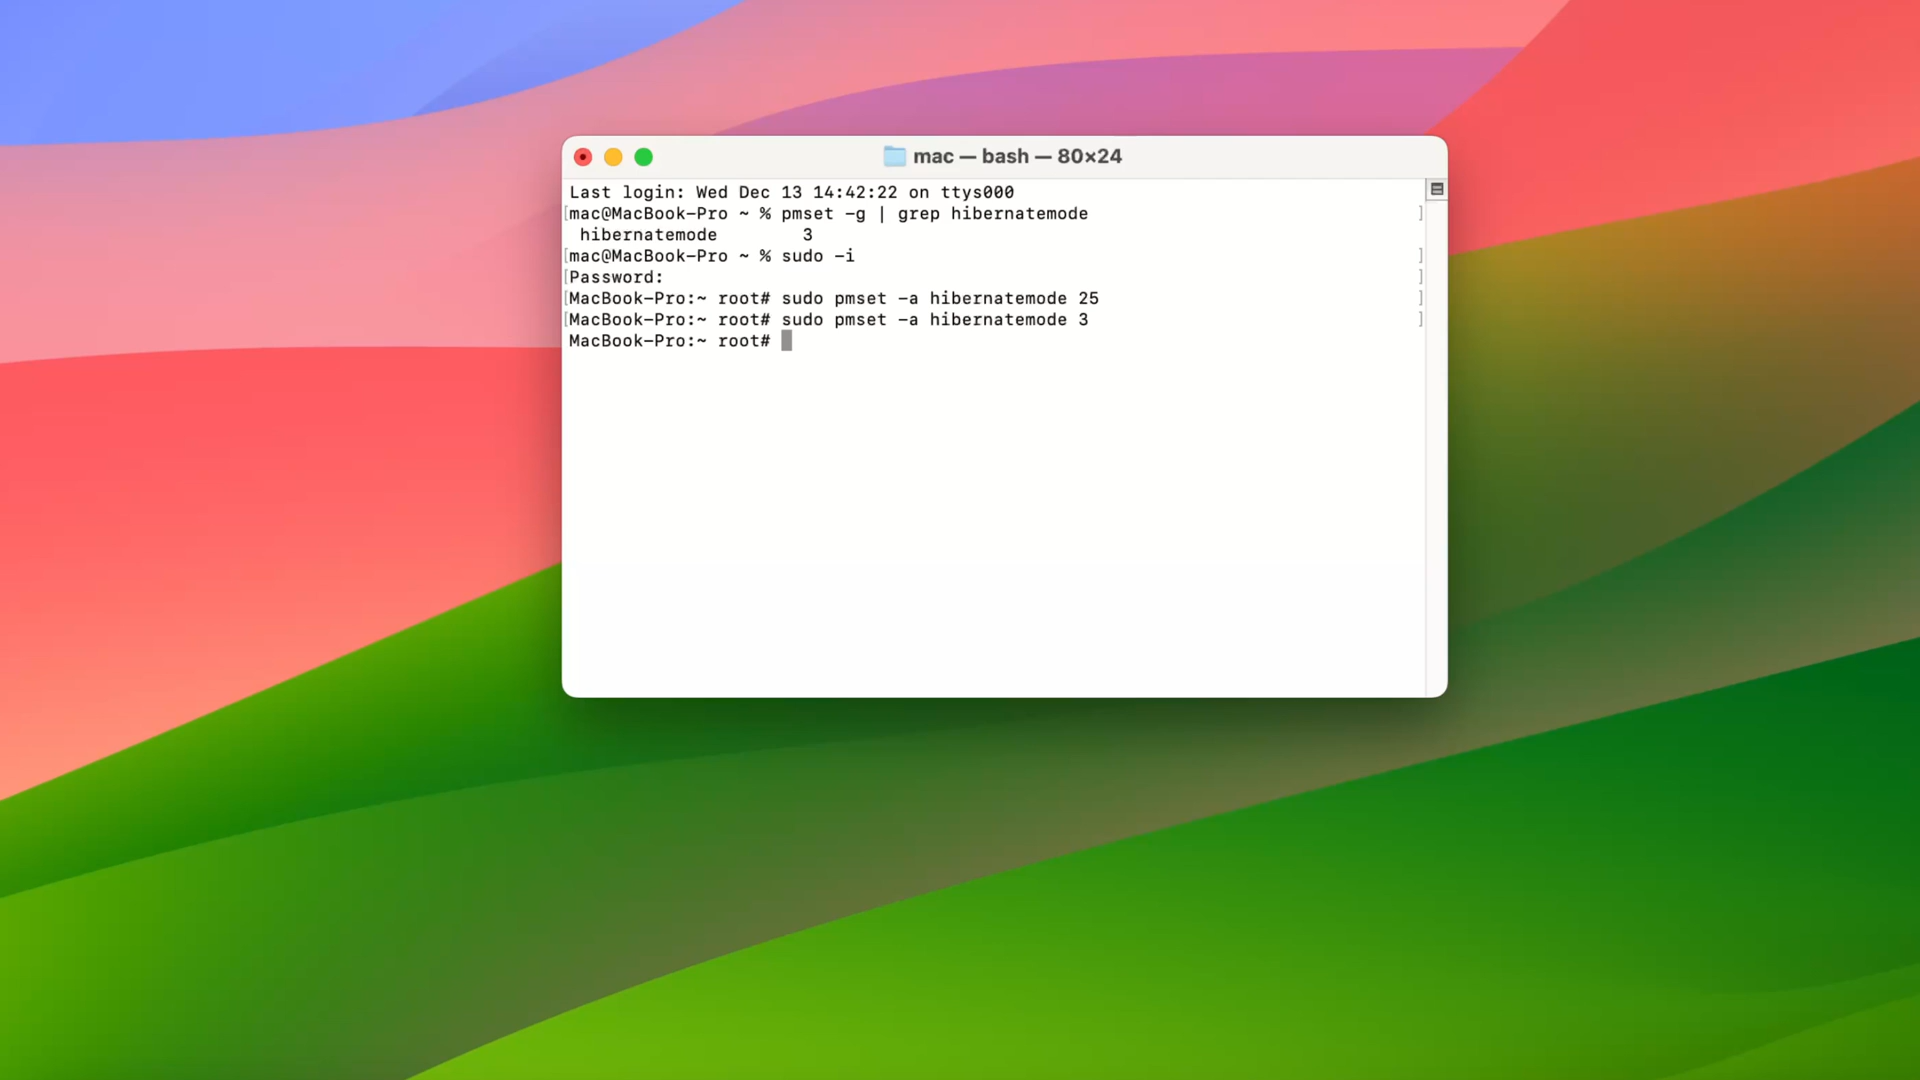 mac — bash — 80×24
Last login: Wed Dec 13 14:42:22 on ttys000
[mac@MacBook-Pro ~ % pmset -g | grep hibernatemode ]
 hibernatemode        3
[mac@MacBook-Pro ~ % sudo -i ]
[Password: ]
[MacBook-Pro:~ root# sudo pmset -a hibernatemode 25 ]
[MacBook-Pro:~ root# sudo pmset -a hibernatemode 3 ]
MacBook-Pro:~ root#